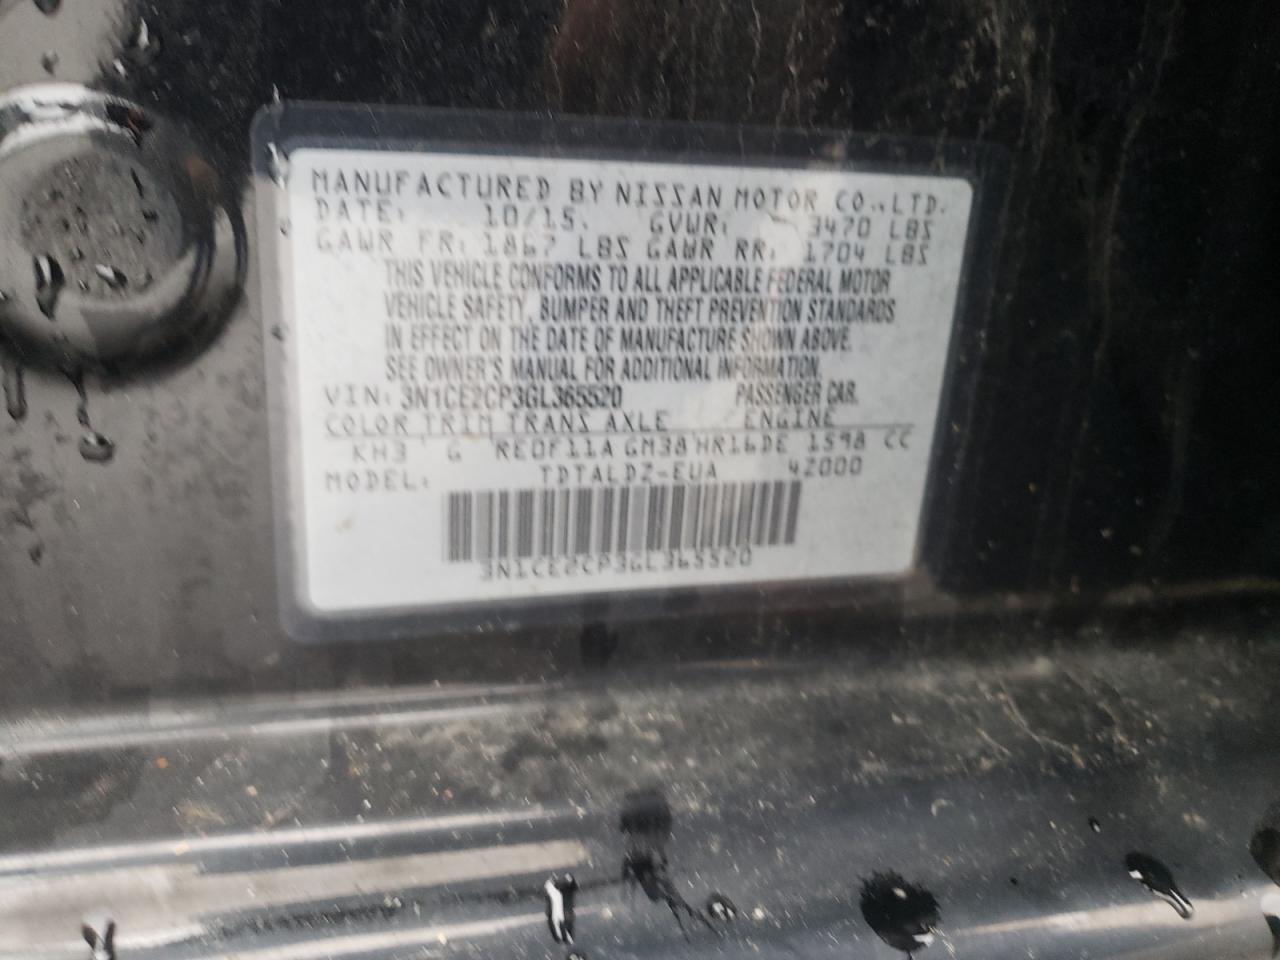 MANUFACTURED BY NISSAN MOTOR CO.,LTD.
DATE: 10/15. GVWR: 3470 LBS
GAWR FR: 1867 LBS GAWR RR: 1704 LBS
THIS VEHICLE CONFORMS TO ALL APPLICABLE FEDERAL MOTOR
VEHICLE SAFETY, BUMPER AND THEFT PREVENTION STANDARDS
IN EFFECT ON THE DATE OF MANUFACTURE SHOWN ABOVE.
SEE OWNER'S MANUAL FOR ADDITIONAL INFORMATION.
VIN: 3N1CE2CP3GL365520 PASSENGER CAR.
COLOR TRIM TRANS AXLE ENGINE
KH3 G RE0F11A GM38 HR16DE 1598 CC
MODEL: TDTALDZ-EUA 4Z000
3N1CE2CP3GL365520